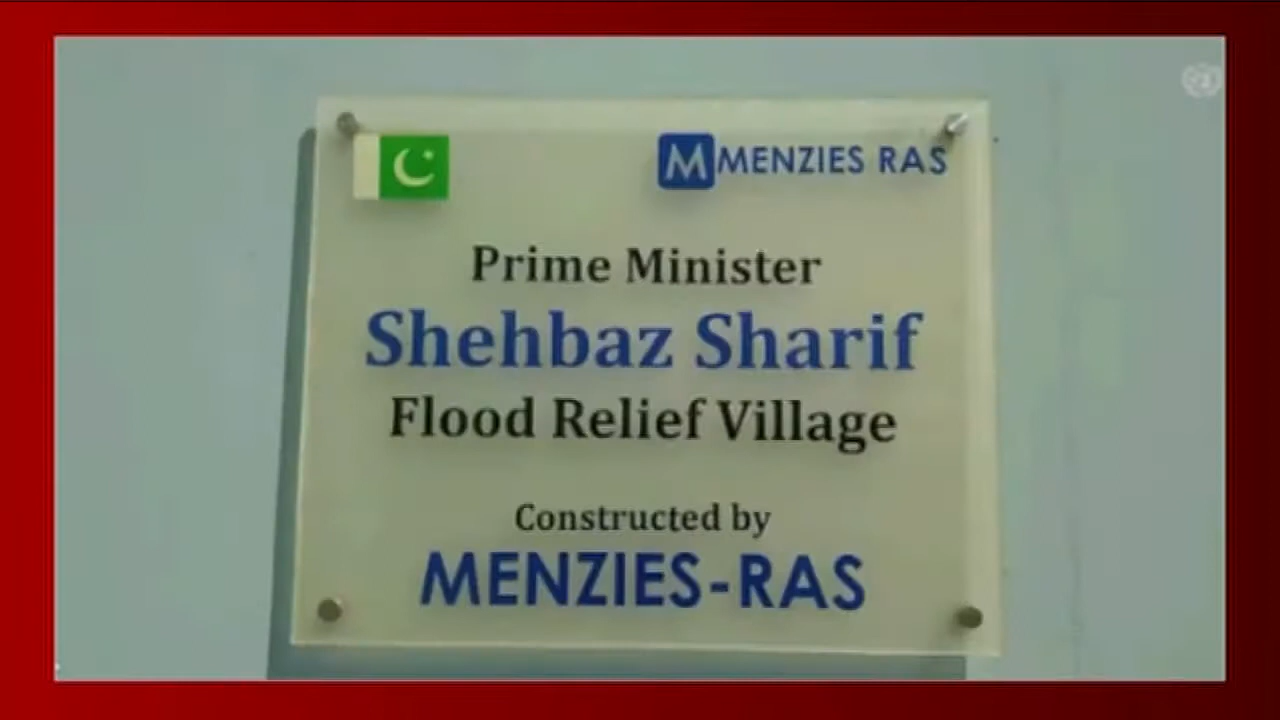 M MENZIES RAS
Prime Minister
Shehbaz Sharif
Flood Relief Village
Constructed by
MENZIES-RAS